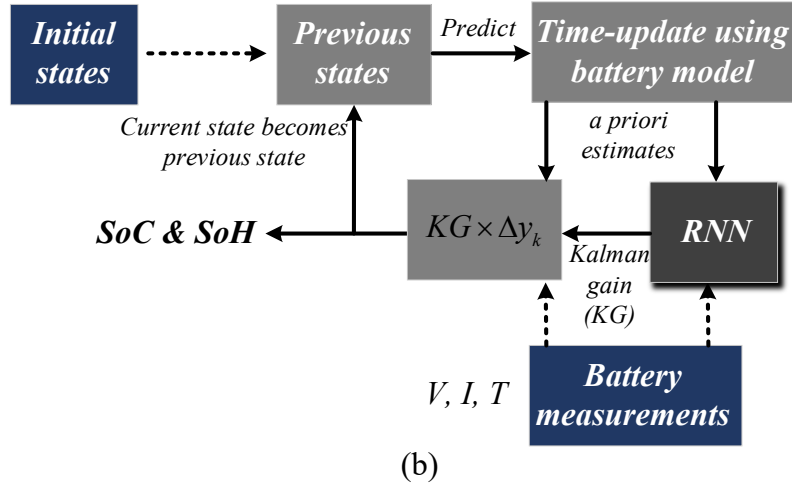 Initial
states
Previous
states
Predict
Time-update using
battery model
Current state becomes
previous state
a priori
estimates
SoC & SoH
KG × Δy_k
RNN
Kalman
gain
(KG)
V, I, T
Battery
measurements
(b)